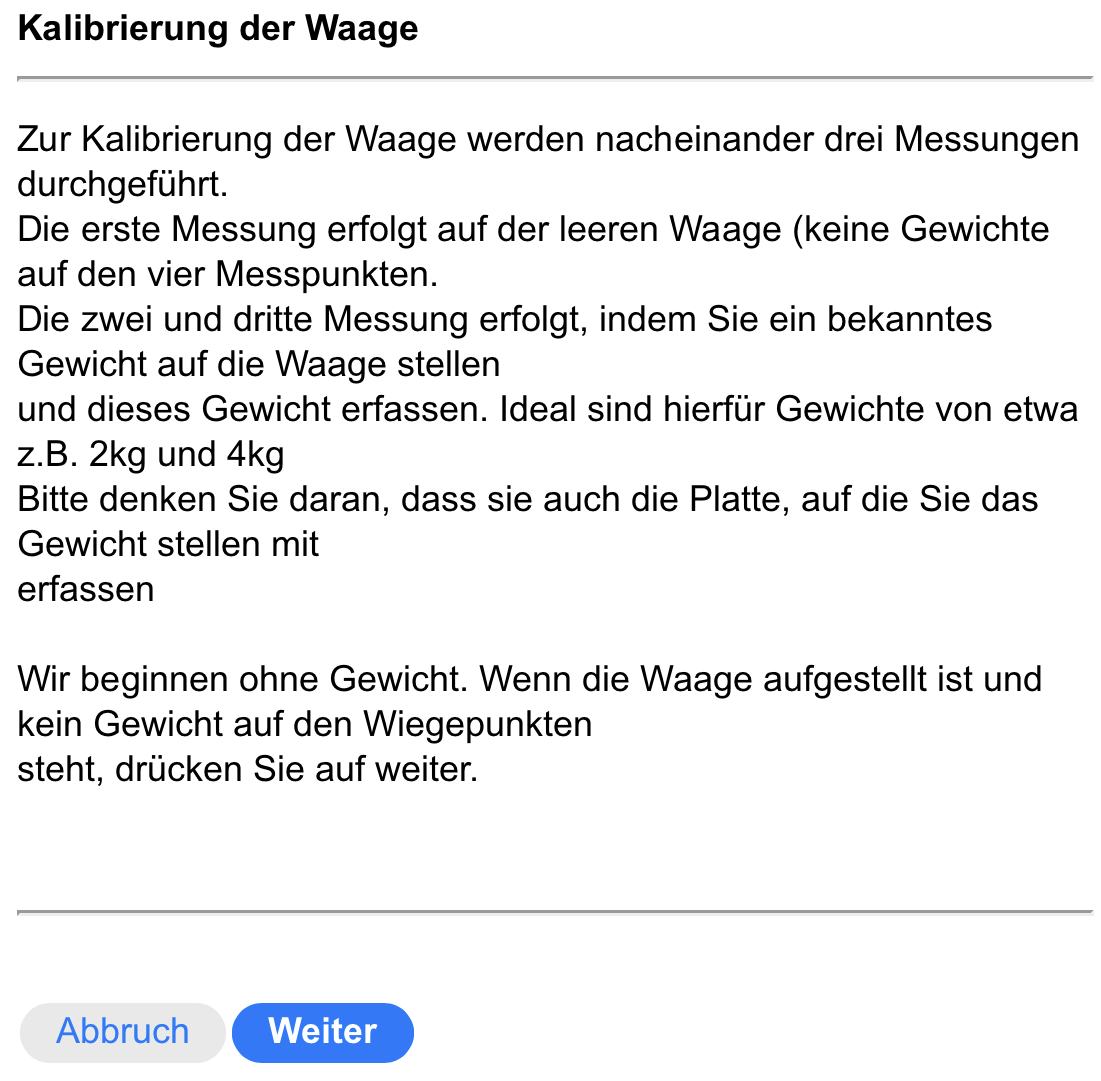 Kalibrierung der Waage
Zur Kalibrierung der Waage werden nacheinander drei Messungen
durchgeführt.
Die erste Messung erfolgt auf der leeren Waage (keine Gewichte
auf den vier Messpunkten.
Die zwei und dritte Messung erfolgt, indem Sie ein bekanntes
Gewicht auf die Waage stellen
und dieses Gewicht erfassen. Ideal sind hierfür Gewichte von etwa
z.B. 2kg und 4kg
Bitte denken Sie daran, dass sie auch die Platte, auf die Sie das
Gewicht stellen mit
erfassen
Wir beginnen ohne Gewicht. Wenn die Waage aufgestellt ist und
kein Gewicht auf den Wiegepunkten
steht, drücken Sie auf weiter.
Abbruch Weiter